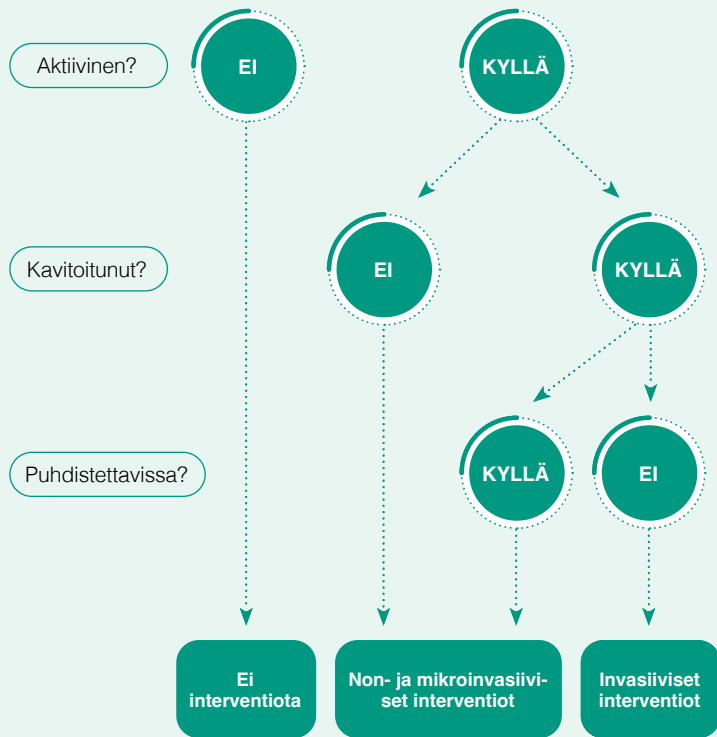 Aktiivinen?
EI
KYLLÄ
Kavitoitunut?
EI
KYLLÄ
Puhdistettavissa?
KYLLÄ
EI
Ei
interventiota
Non- ja mikroinvasiivi-
set interventiot
Invasiiviset
interventiot